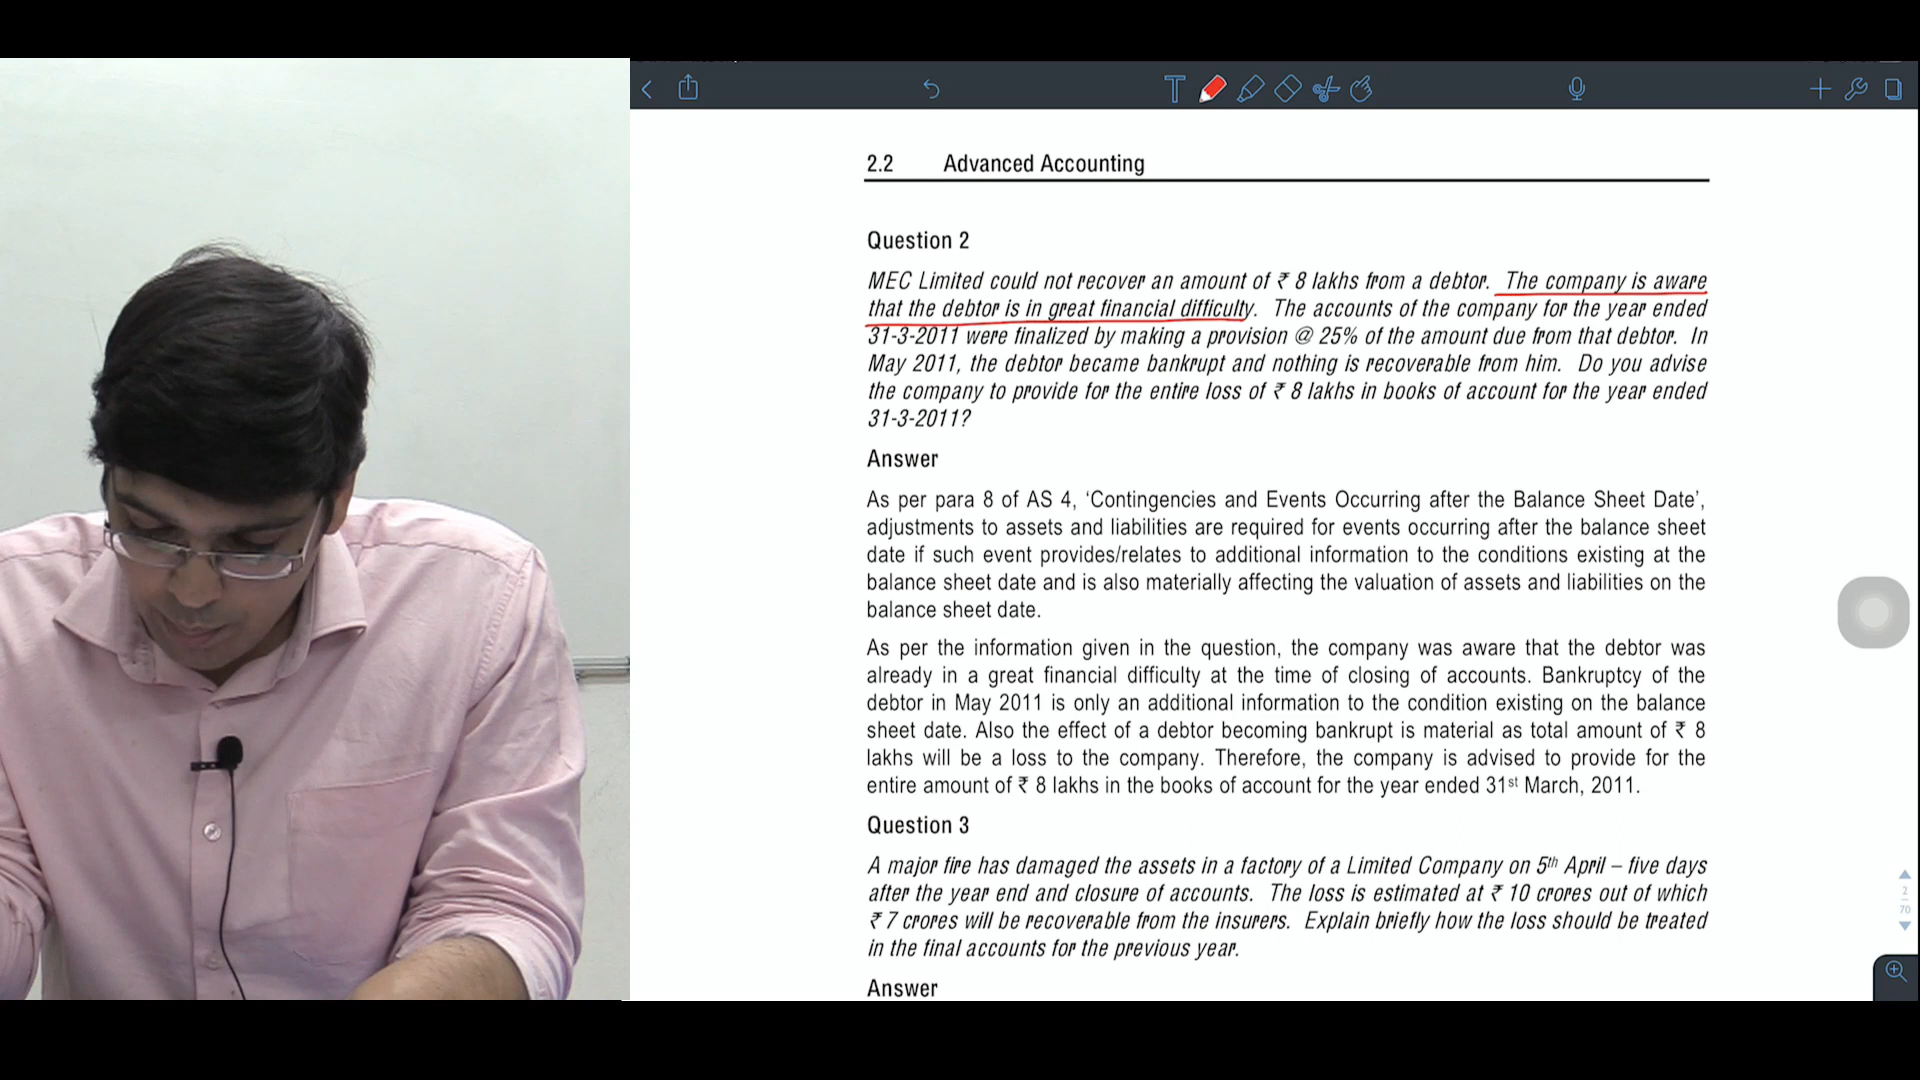 2.2 Advanced Accounting
Question 2
MEC Limited could not recover an amount of ₹ 8 lakhs from a debtor. The company is aware
that the debtor is in great financial difficulty. The accounts of the company for the year ended
31-3-2011 were finalized by making a provision @ 25% of the amount due from that debtor. In
May 2011, the debtor became bankrupt and nothing is recoverable from him. Do you advise
the company to provide for the entire loss of ₹ 8 lakhs in books of account for the year ended
31-3-2011?
Answer
As per para 8 of AS 4, ‘Contingencies and Events Occurring after the Balance Sheet Date’,
adjustments to assets and liabilities are required for events occurring after the balance sheet
date if such event provides/relates to additional information to the conditions existing at the
balance sheet date and is also materially affecting the valuation of assets and liabilities on the
balance sheet date.
As per the information given in the question, the company was aware that the debtor was
already in a great financial difficulty at the time of closing of accounts. Bankruptcy of the
debtor in May 2011 is only an additional information to the condition existing on the balance
sheet date. Also the effect of a debtor becoming bankrupt is material as total amount of ₹ 8
lakhs will be a loss to the company. Therefore, the company is advised to provide for the
entire amount of ₹ 8 lakhs in the books of account for the year ended 31st March, 2011.
Question 3
A major fire has damaged the assets in a factory of a Limited Company on 5th April – five days
after the year end and closure of accounts. The loss is estimated at ₹ 10 crores out of which
₹ 7 crores will be recoverable from the insurers. Explain briefly how the loss should be treated
in the final accounts for the previous year.
Answer
2
70